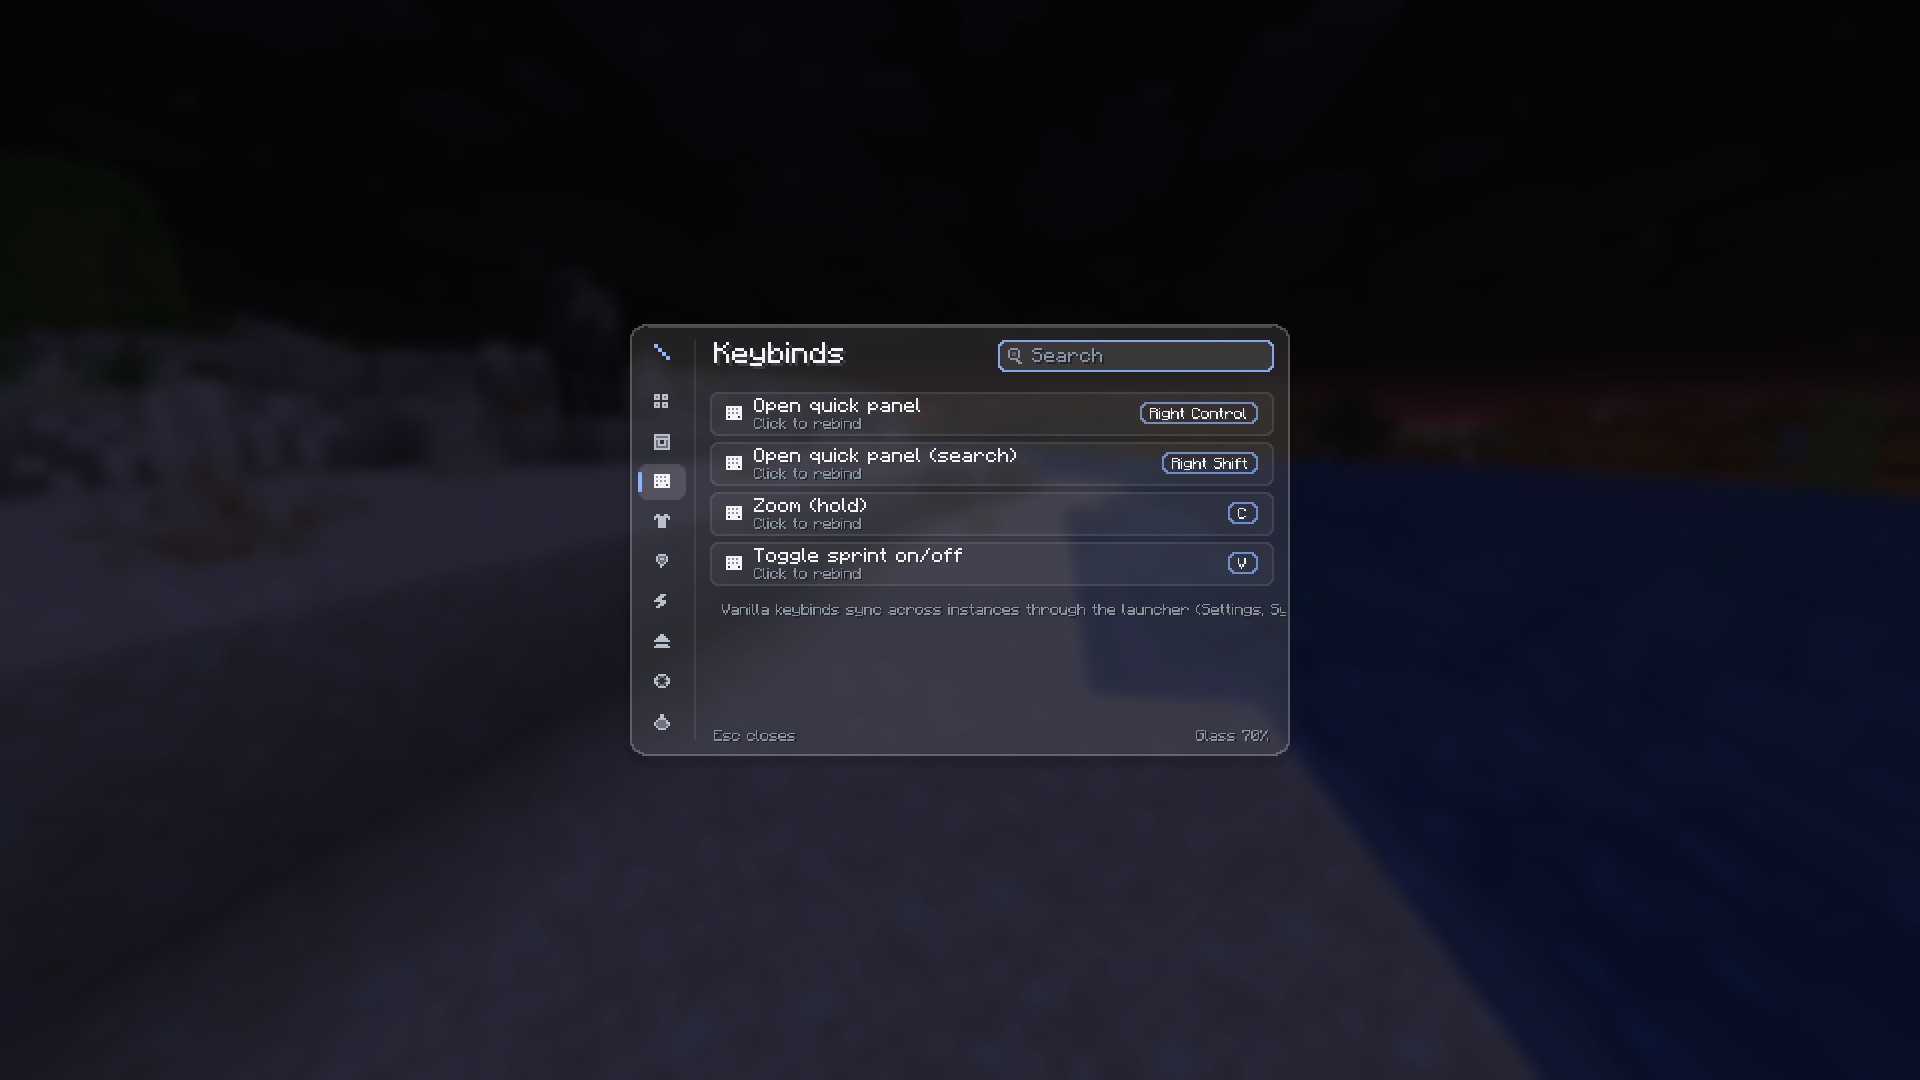 Keybinds
Search
Open quick panel
Click to rebind
Right Control
Open quick panel (search)
Click to rebind
Right Shift
Zoom (hold)
Click to rebind
C
Toggle sprint on/off
Click to rebind
V
Vanilla keybinds sync across instances through the launcher (Settings, Sy
Esc closes
Glass 70%